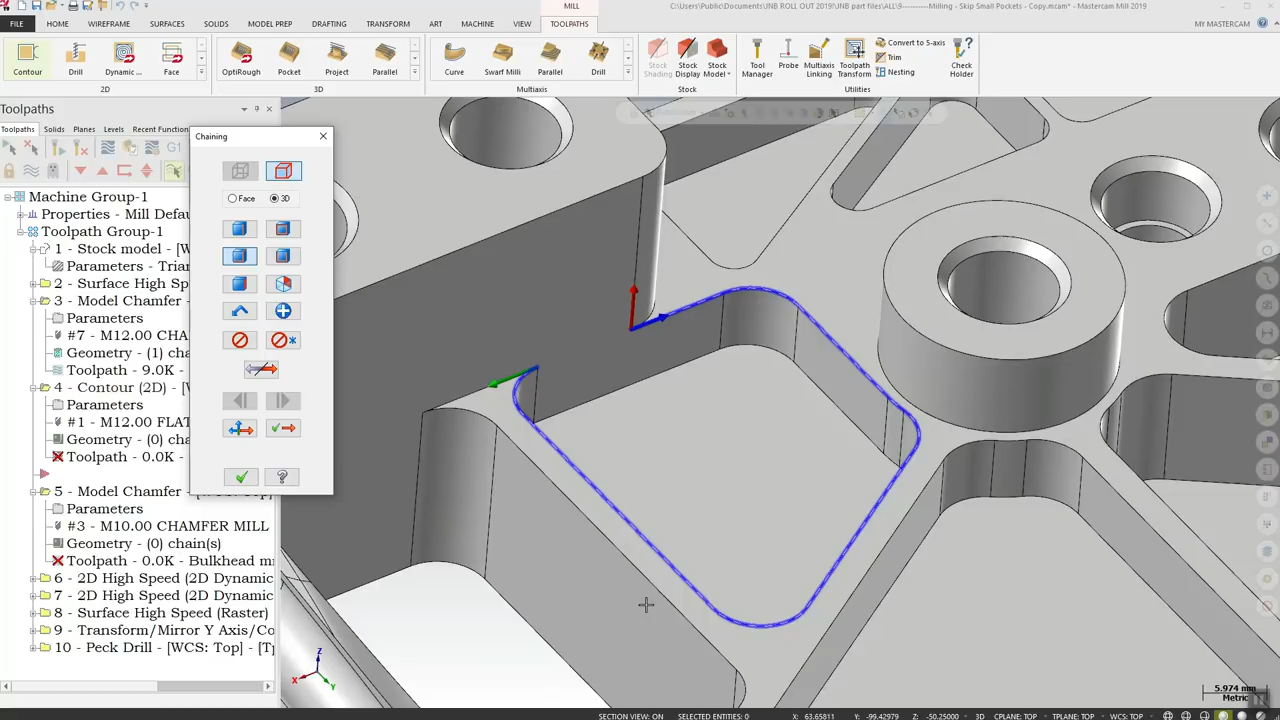 MILL
C:\Users\Public\Documents\JNB ROLL OUT 2019\JNB part files\ALL\9----------Milling - Skip Small Pockets - Copy.mcam* - Mastercam Mill 2019
FILE HOME WIREFRAME SURFACES SOLIDS MODEL PREP DRAFTING TRANSFORM ART MACHINE VIEW TOOLPATHS MY MASTERCAM
Contour Drill Dynamic ... Face OptiRough Pocket Project Parallel Curve Swarf Milli Parallel Drill
Stock Shading Stock Display Stock Model Tool Manager Probe Multiaxis Linking Toolpath Transform Convert to 5-axis Trim Nesting Check Holder
2D 3D Multiaxis Stock Utilities
Toolpaths
Toolpaths Solids Planes Levels Recent Function
G1
Chaining
Face 3D
Machine Group-1
Properties - Mill Defa
Toolpath Group-1
1 - Stock model - [W
Parameters - Trian
2 - Surface High Sp
3 - Model Chamfer
Parameters
#7 - M12.00 CHA
Geometry - (1) cha
Toolpath - 9.0K
4 - Contour (2D) - [W
Parameters
#1 - M12.00 FLAT
Geometry - (0) cha
Toolpath - 0.0K
5 - Model Chamfer
Parameters
#3 - M10.00 CHAMFER MILL
Geometry - (0) chain(s)
Toolpath - 0.0K - Bulkhead m
6 - 2D High Speed (2D Dynamic
7 - 2D High Speed (2D Dynamic
8 - Surface High Speed (Raster)
9 - Transform/Mirror Y Axis/Co
10 - Peck Drill - [WCS: Top] - [Tp
Z
X Y
5.974 mm
Metric
SECTION VIEW: ON SELECTED ENTITIES: 0 X: 63.65811 Y: -99.42979 Z: -50.25000 3D CPLANE: TOP TPLANE: TOP WCS: TOP